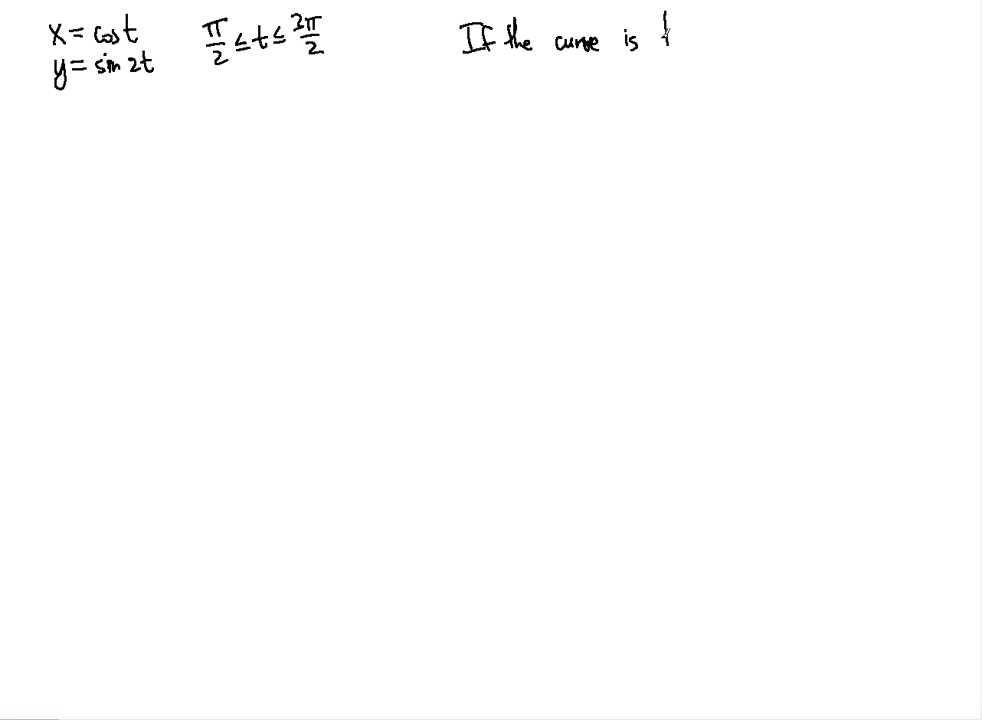 x = cos t π/2 ≤ t ≤ 3π/2 If the curve is
y = sin 2t